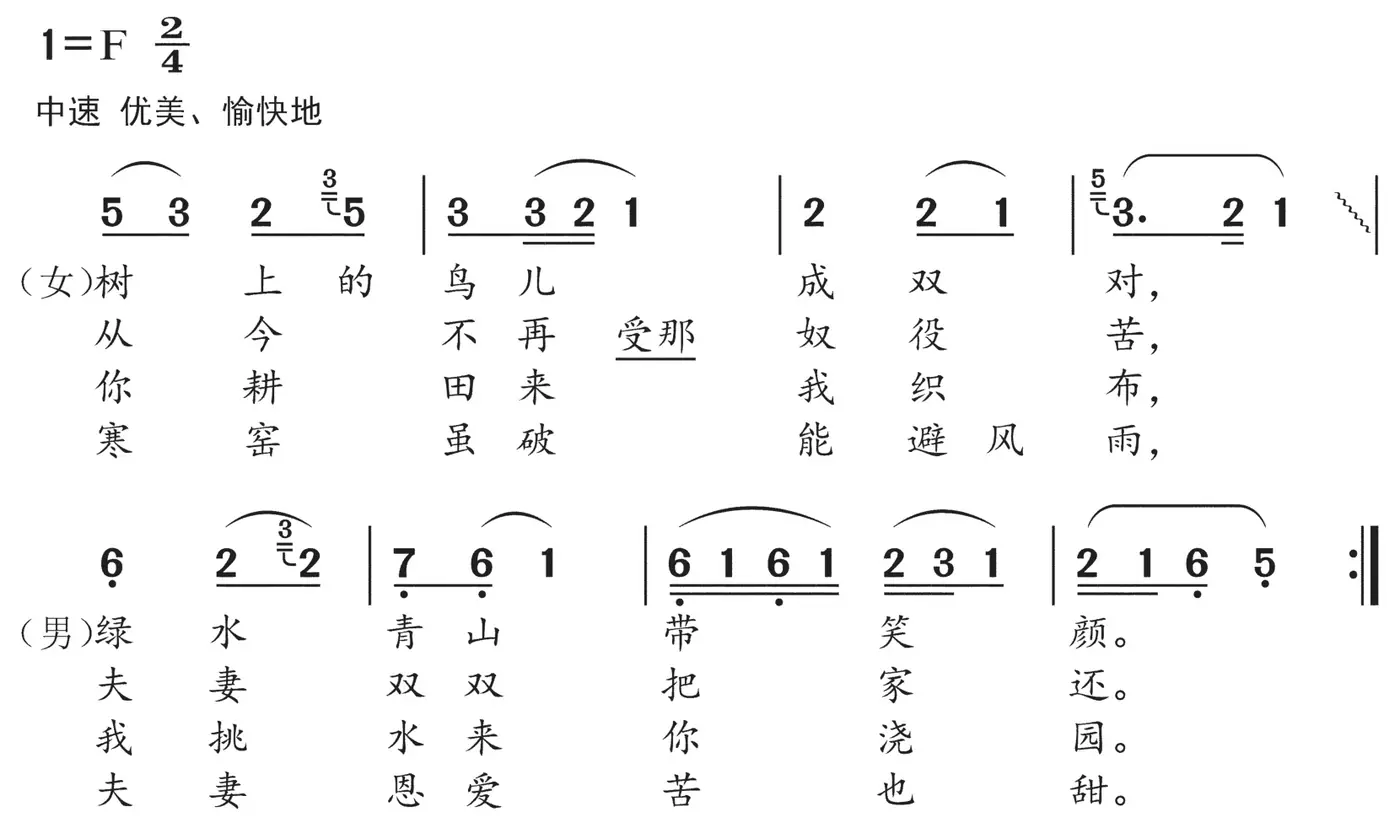 1=F 2/4
中速 优美、愉快地
5 3 2 3 5 | 3 3 2 1 | 2 2 1 | 5 3. 2 1 |
（女）树 上 的 鸟 儿 成 双 对，
从 今 不 再 受那 奴 役 苦，
你 耕 田 来 我 织 布，
寒 窑 虽 破 能 避 风 雨，
6 2 3 2 | 7 6 1 | 6 1 6 1 2 3 1 | 2 1 6 5 :|
（男）绿 水 青 山 带 笑 颜。
夫 妻 双 双 把 家 还。
我 挑 水 来 你 浇 园。
夫 妻 恩 爱 苦 也 甜。